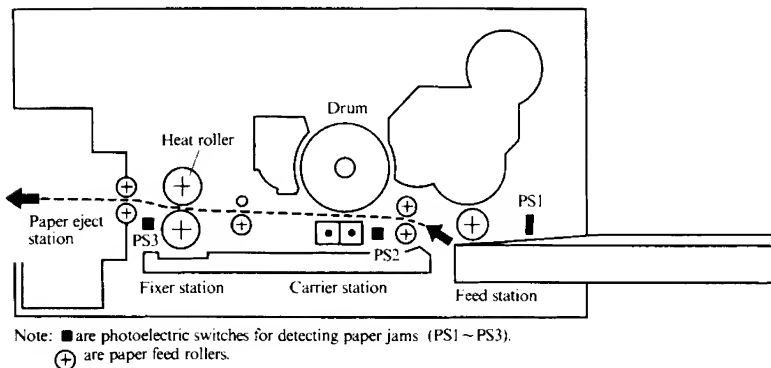 Drum
Heat roller
PS1
Paper eject
station
PS3
PS2
Fixer station
Carrier station
Feed station
Note: ■ are photoelectric switches for detecting paper jams (PS1~PS3).
⊕ are paper feed rollers.